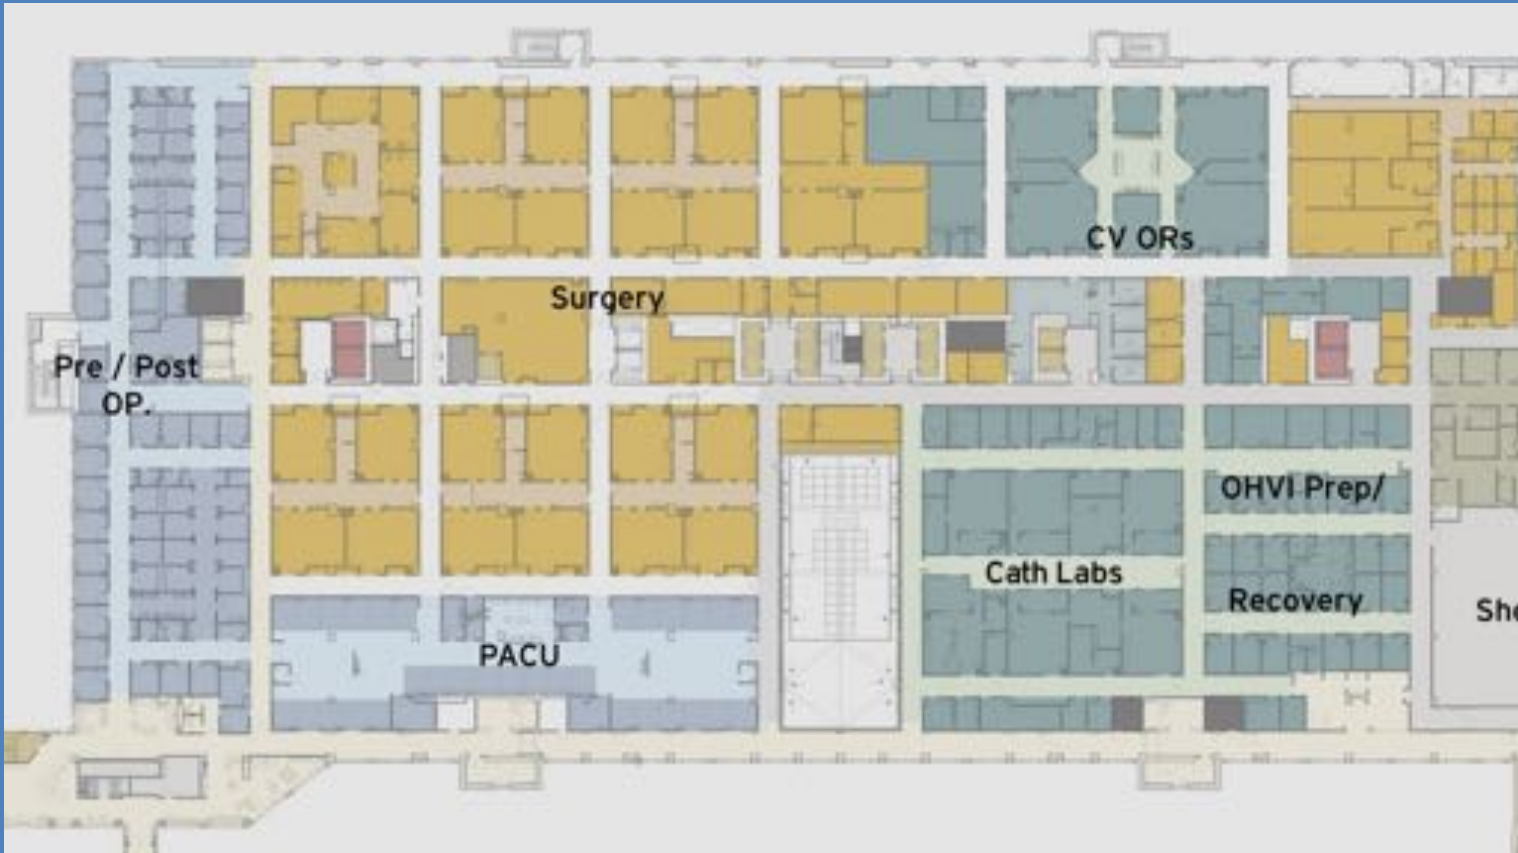 CV ORs
Surgery
Pre / Post
OP.
OHVI Prep/
Cath Labs
Recovery
PACU